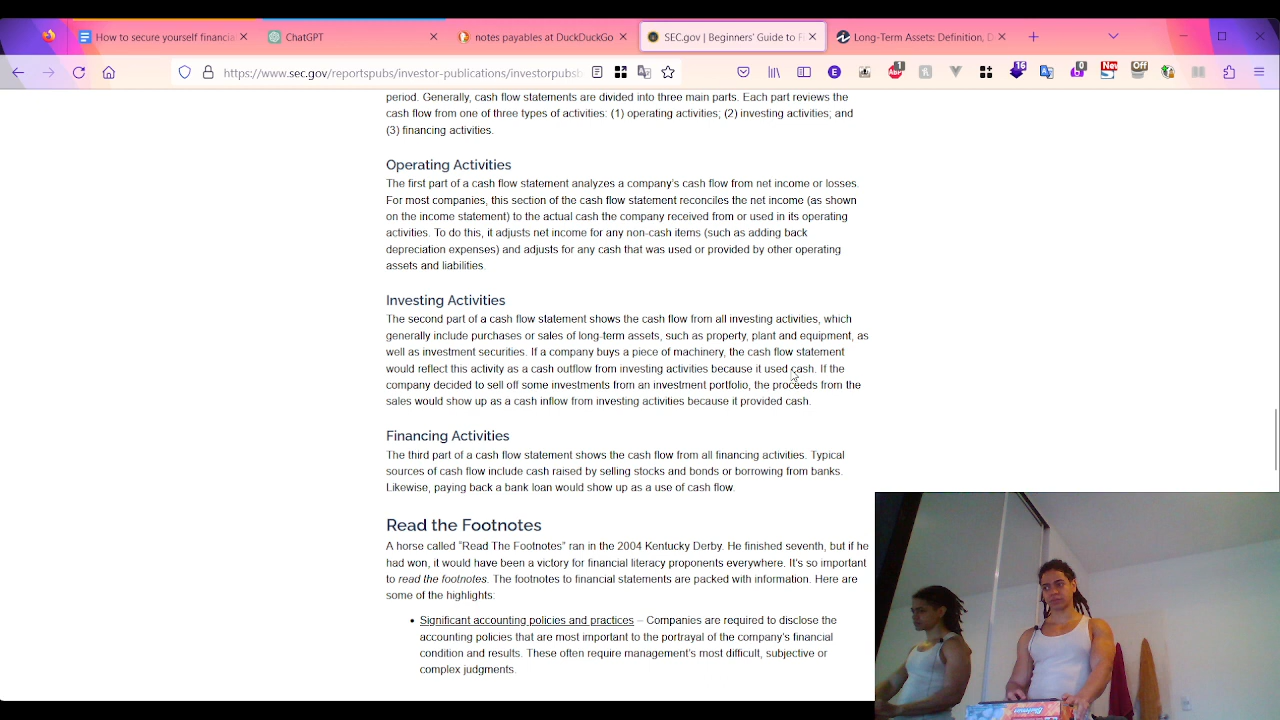 How to secure yourself financia
ChatGPT
notes payables at DuckDuckGo
SEC.gov | Beginners' Guide to F
Long-Term Assets: Definition, D
https://www.sec.gov/reportspubs/investor-publications/investorpubsb
1
16
0
New
Off
period. Generally, cash flow statements are divided into three main parts. Each part reviews the
cash flow from one of three types of activities: (1) operating activities; (2) investing activities; and
(3) financing activities.
Operating Activities
The first part of a cash flow statement analyzes a company's cash flow from net income or losses.
For most companies, this section of the cash flow statement reconciles the net income (as shown
on the income statement) to the actual cash the company received from or used in its operating
activities. To do this, it adjusts net income for any non-cash items (such as adding back
depreciation expenses) and adjusts for any cash that was used or provided by other operating
assets and liabilities.
Investing Activities
The second part of a cash flow statement shows the cash flow from all investing activities, which
generally include purchases or sales of long-term assets, such as property, plant and equipment, as
well as investment securities. If a company buys a piece of machinery, the cash flow statement
would reflect this activity as a cash outflow from investing activities because it used cash. If the
company decided to sell off some investments from an investment portfolio, the proceeds from the
sales would show up as a cash inflow from investing activities because it provided cash.
Financing Activities
The third part of a cash flow statement shows the cash flow from all financing activities. Typical
sources of cash flow include cash raised by selling stocks and bonds or borrowing from banks.
Likewise, paying back a bank loan would show up as a use of cash flow.
Read the Footnotes
A horse called "Read The Footnotes" ran in the 2004 Kentucky Derby. He finished seventh, but if he
had won, it would have been a victory for financial literacy proponents everywhere. It's so important
to read the footnotes. The footnotes to financial statements are packed with information. Here are
some of the highlights:
• Significant accounting policies and practices – Companies are required to disclose the
accounting policies that are most important to the portrayal of the company's financial
condition and results. These often require management's most difficult, subjective or
complex judgments.